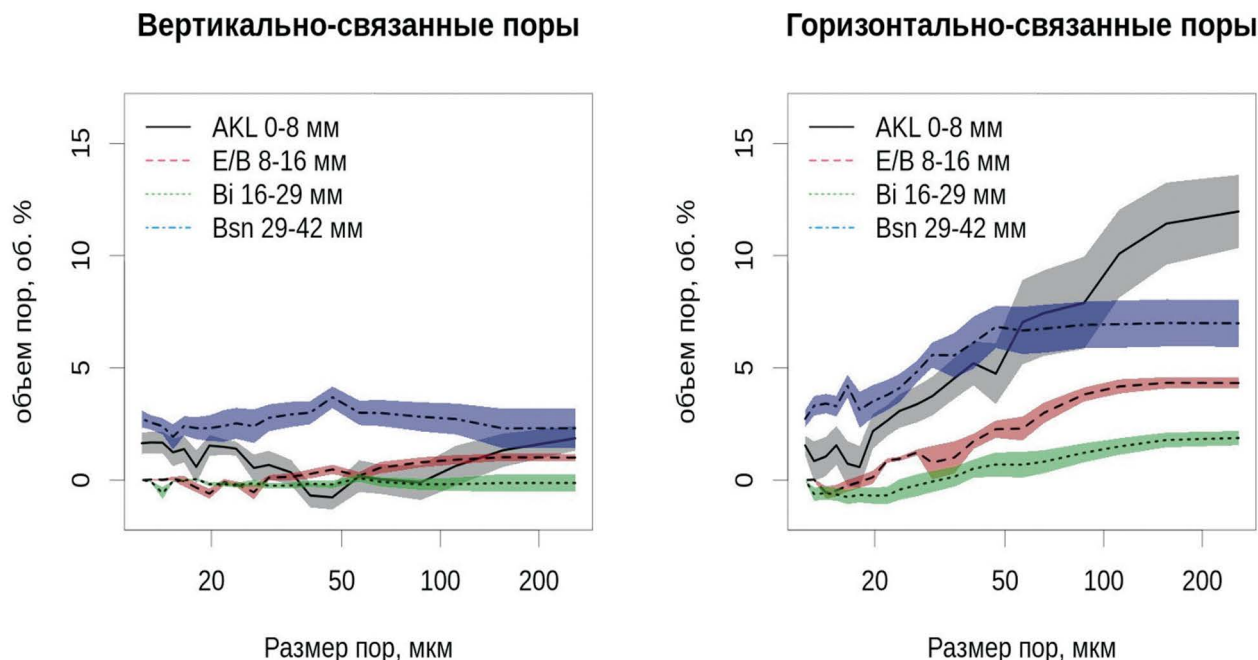 Вертикально-связанные поры
15
10
5
0
объем пор, об. %
AKL 0-8 мм
E/B 8-16 мм
Bi 16-29 мм
Bsn 29-42 мм
20 50 100 200
Размер пор, мкм
Горизонтально-связанные поры
15
10
5
0
объем пор, об. %
AKL 0-8 мм
E/B 8-16 мм
Bi 16-29 мм
Bsn 29-42 мм
20 50 100 200
Размер пор, мкм